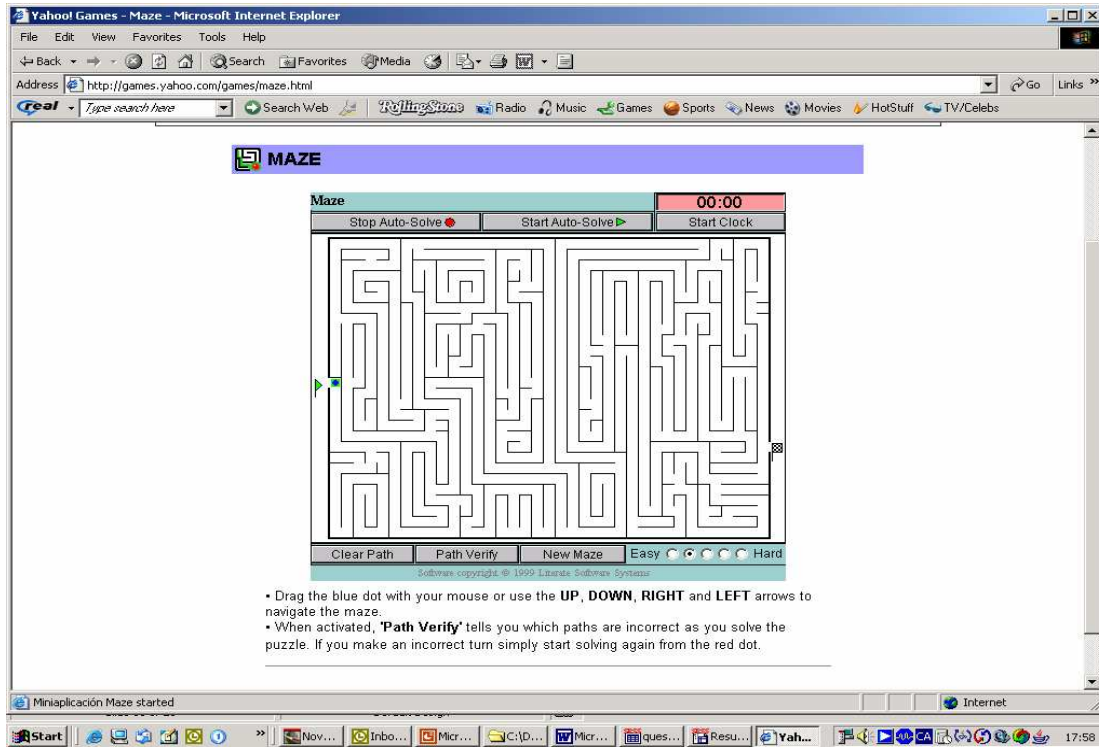 Yahoo! Games - Maze - Microsoft Internet Explorer
File Edit View Favorites Tools Help
Back Search Favorites Media
Address http://games.yahoo.com/games/maze.html Go Links »
real Type search here Search Web RollingStone Radio Music Games Sports News Movies HotStuff TV/Celebs
MAZE
Maze 00:00
Stop Auto-Solve Start Auto-Solve Start Clock
Clear Path Path Verify New Maze Easy Hard
Software copyright © 1999 Literate Software Systems
• Drag the blue dot with your mouse or use the UP, DOWN, RIGHT and LEFT arrows to
navigate the maze.
• When activated, 'Path Verify' tells you which paths are incorrect as you solve the
puzzle. If you make an incorrect turn simply start solving again from the red dot.
Miniaplicación Maze started Internet
Start » Nov... Inbo... Micr... C:\D... Micr... ques... Resu... Yah... CA 17:58